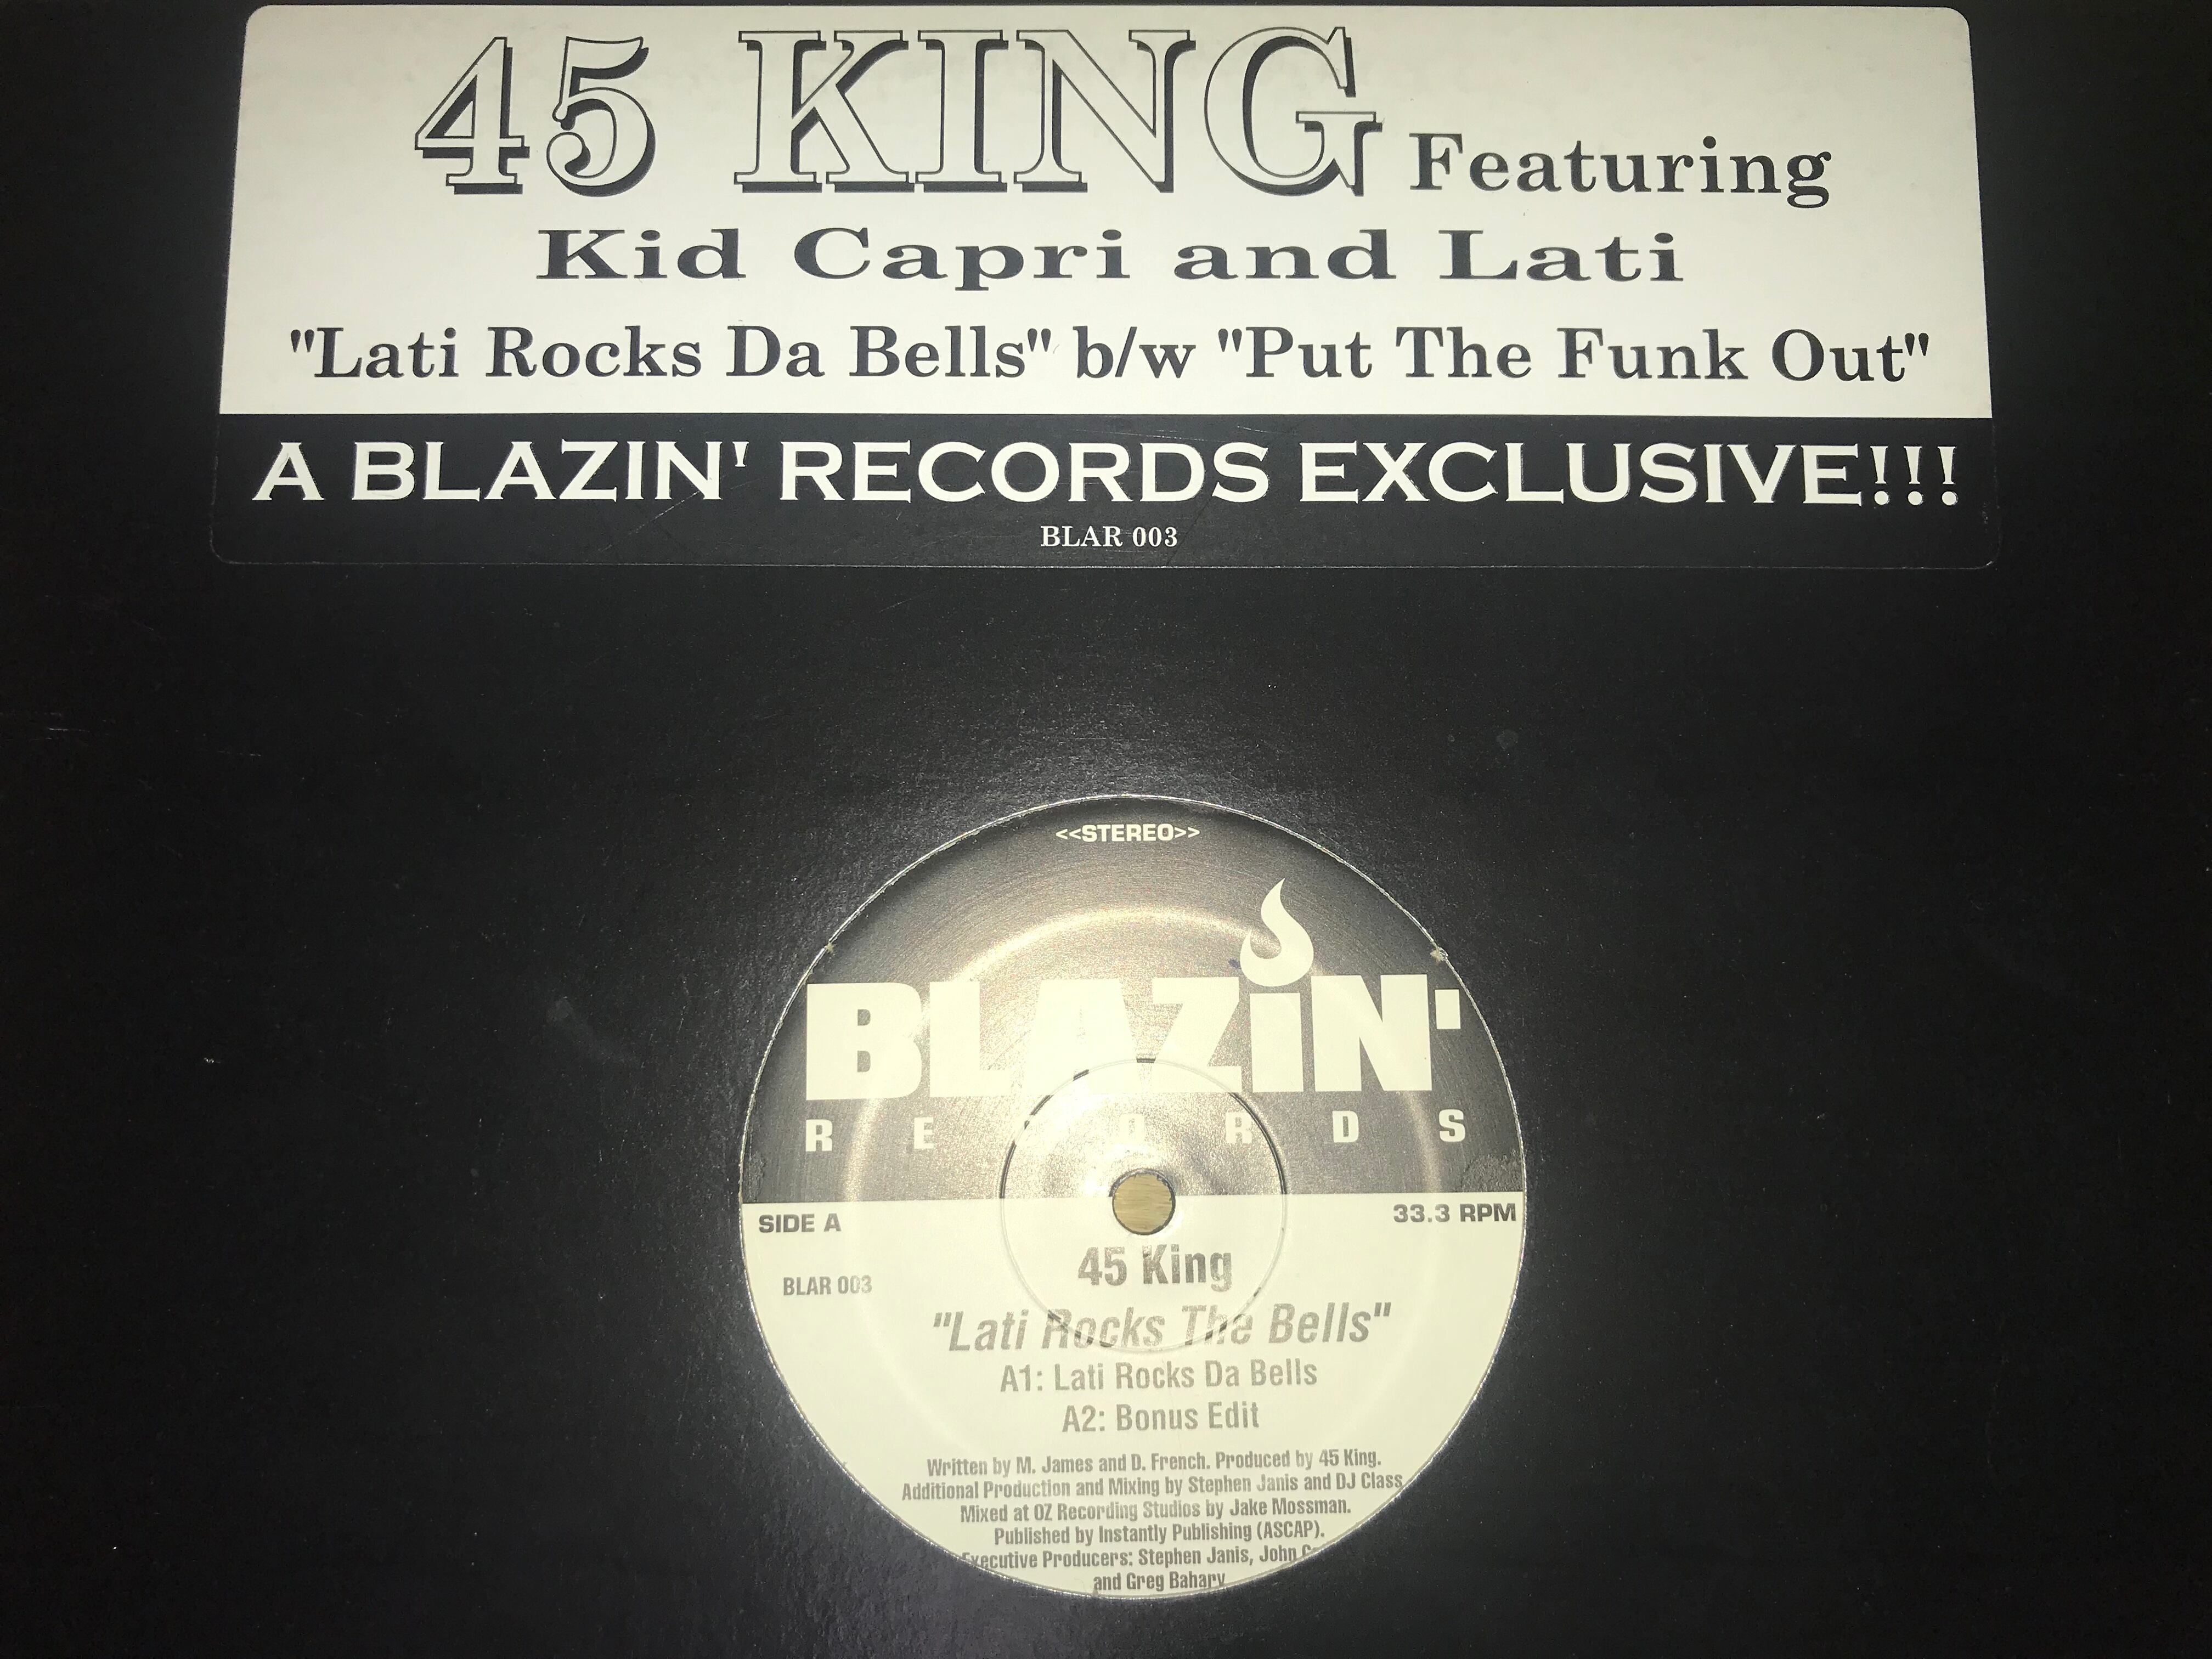 45 KING Featuring
Kid Capri and Lati
"Lati Rocks Da Bells" b/w "Put The Funk Out"
A BLAZIN' RECORDS EXCLUSIVE!!!
BLAR 003
<<STEREO>>
BLAZiN'
RECORDS
SIDE A
33.3 RPM
BLAR 003
45 King
"Lati Rocks The Bells"
A1: Lati Rocks Da Bells
A2: Bonus Edit
Written by M. James and D. French. Produced by 45 King.
Additional Production and Mixing by Stephen Janis and DJ Class
Mixed at OZ Recording Studios by Jake Mossman.
Published by Instantly Publishing (ASCAP).
Executive Producers: Stephen Janis, John
and Greg Bahary